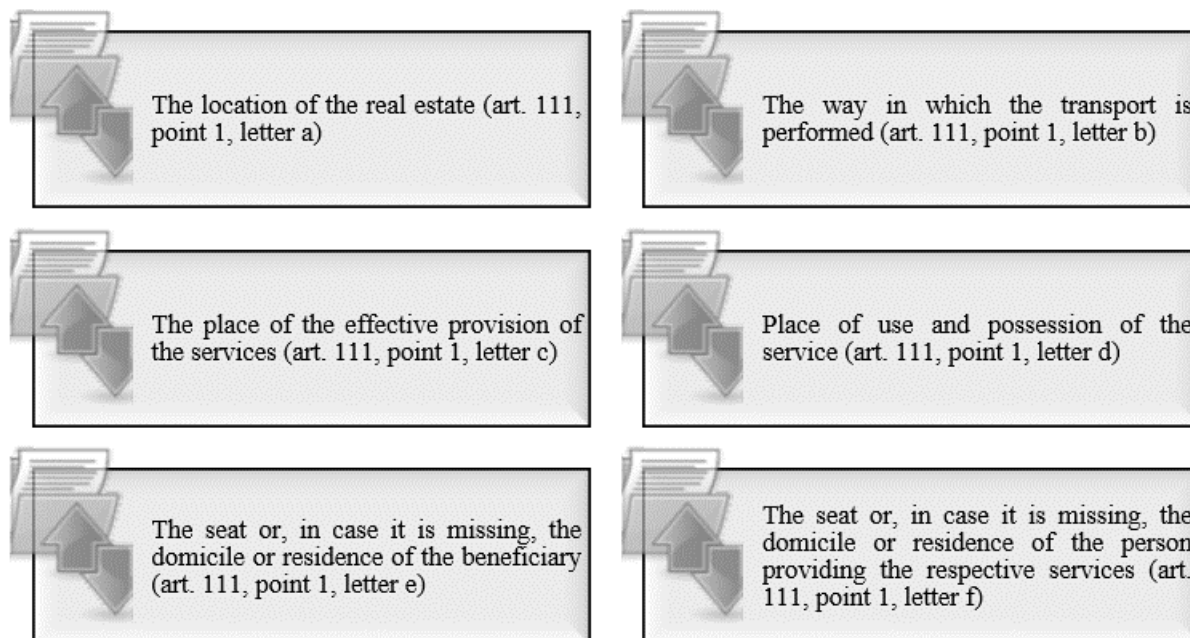 The location of the real estate (art. 111,
point 1, letter a)
The way in which the transport is
performed (art. 111, point 1, letter b)
The place of the effective provision of
the services (art. 111, point 1, letter c)
Place of use and possession of the
service (art. 111, point 1, letter d)
The seat or, in case it is missing, the
domicile or residence of the beneficiary
(art. 111, point 1, letter e)
The seat or, in case it is missing, the
domicile or residence of the person
providing the respective services (art.
111, point 1, letter f)